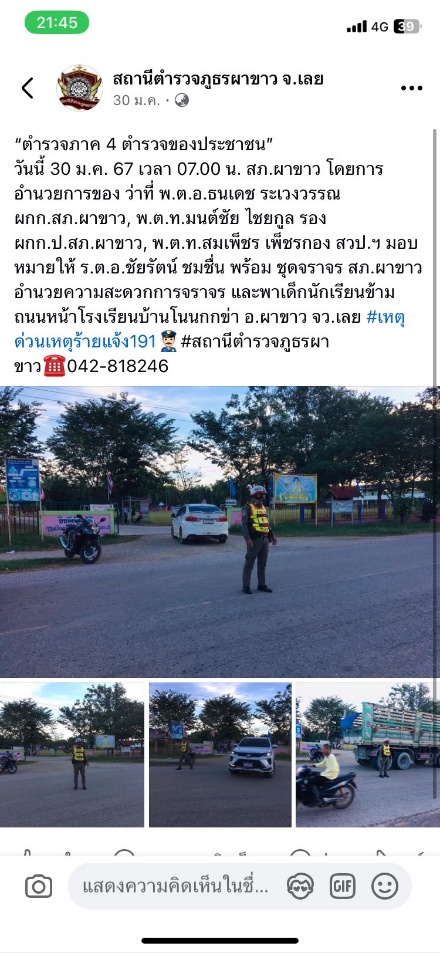 21:45
4G
39
สถานีตำรวจภูธรผาขาว จ.เลย
30 ม.ค. ·
“ตำรวจภาค 4 ตำรวจของประชาชน”
วันนี้ 30 ม.ค. 67 เวลา 07.00 น. สภ.ผาขาว โดยการ
อำนวยการของ ว่าที่ พ.ต.อ.ธนเดช ระเวงวรรณ
ผกก.สภ.ผาขาว, พ.ต.ท.มนต์ชัย ไชยกูล รอง
ผกก.ป.สภ.ผาขาว, พ.ต.ท.สมเพ็ชร เพ็ชรกอง สวป.ฯ มอบ
หมายให้ ร.ต.อ.ชัยรัตน์ ชมชื่น พร้อม ชุดจราจร สภ.ผาขาว
อำนวยความสะดวกการจราจร และพาเด็กนักเรียนข้าม
ถนนหน้าโรงเรียนบ้านโนนกกข่า อ.ผาขาว จว.เลย #เหตุ
ด่วนเหตุร้ายแจ้ง191👮🏻‍♂️#สถานีตำรวจภูธรผา
ขาว☎️042-818246
แสดงความคิดเห็นในชื่...
GIF